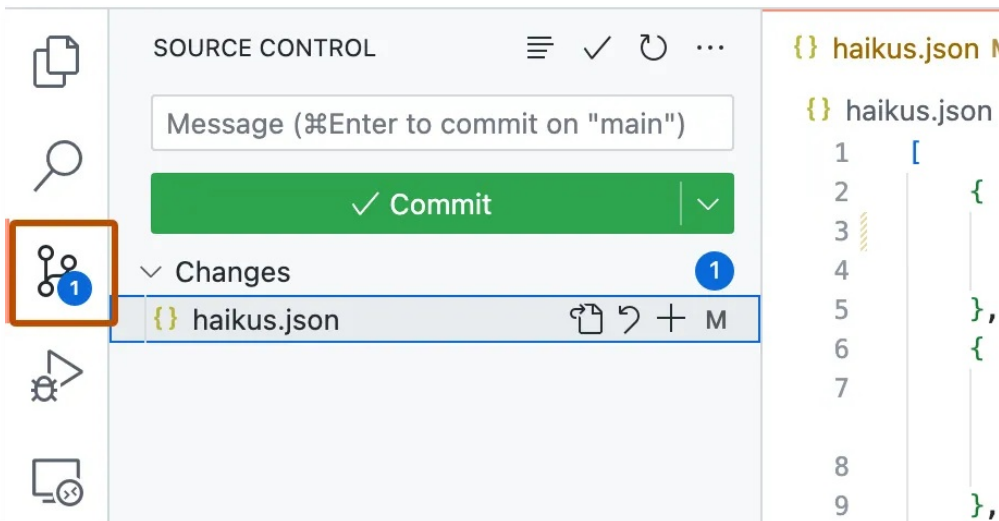 SOURCE CONTROL
Message (⌘Enter to commit on "main")
Commit
Changes 1
haikus.json M
1
{} haikus.json
{} haikus.json
1 [
2 {
3
4
5 },
6 {
7
8
9 },